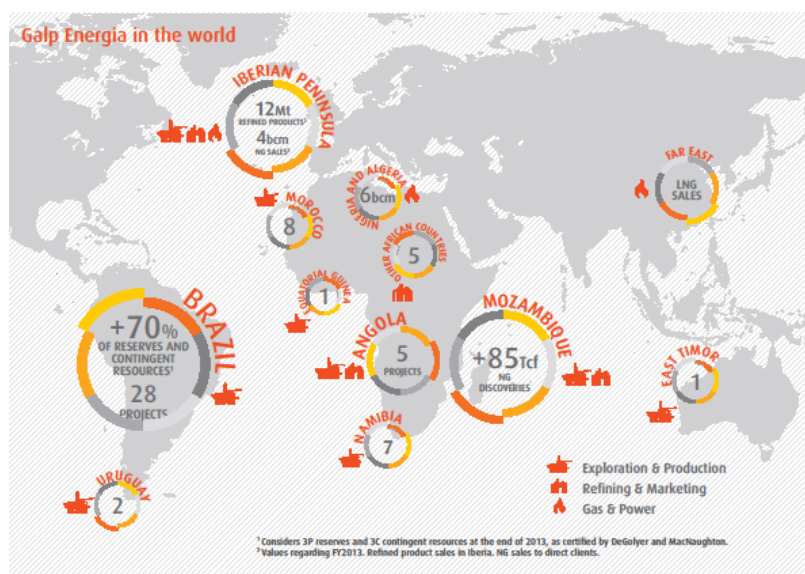 Galp Energia in the world
IBERIAN PENINSULA
12Mt
REFINED PRODUCTS²
4bcm
NG SALES²
MOROCCO
8
NIGERIA AND ALGERIA
6bcm
FAR EAST
LNG
SALES
OTHER AFRICAN COUNTRIES
5
EQUATORIAL GUINEA
1
BRAZIL
+70%
OF RESERVES AND
CONTINGENT
RESOURCES¹
28
PROJECTS
ANGOLA
5
PROJECTS
MOZAMBIQUE
+85Tcf
NG
DISCOVERIES
EAST TIMOR
1
NAMIBIA
7
URUGUAY
2
Exploration & Production
Refining & Marketing
Gas & Power
¹ Considers 3P reserves and 3C contingent resources at the end of 2013, as certified by DeGolyer and MacNaughton.
² Values regarding FY2013. Refined product sales in Iberia. NG sales to direct clients.